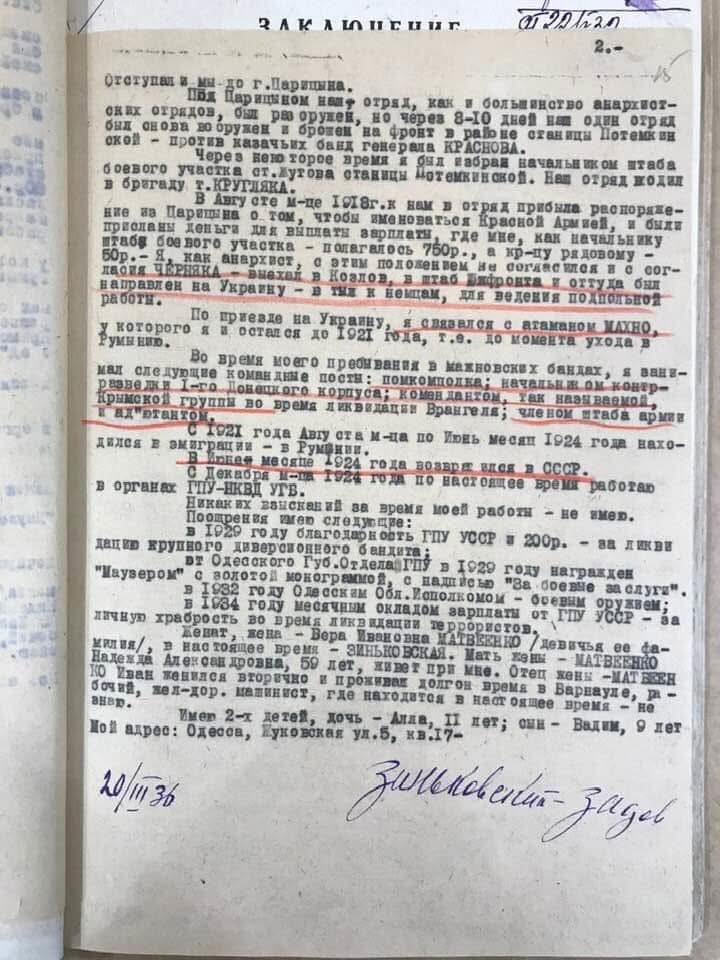 ЗАКЛЮЧЕНИЕ
2.-
15
Отступали мы до г.Царицына.
Под Царицыном наш отряд, как и большинство анархист-
ских отрядов, был разоружен, но через 8-10 дней наш один отряд
был снова вооружен и брошен на фронт в районе станицы Потемкин
ской - против казачьих банд генерала КРАСНОВА.
Через некоторое время я был избран начальником штаба
боевого участка ст.Жутова станицы Потемкинской. Наш отряд входил
в бригаду т.КРУГЛЯКА.
В Августе м-це 1918г.к нам в отряд прибыла распоряже-
ние из Царицына о том, чтобы именоваться Красной Армией, и были
присланы деньги для выплаты зарплаты, где мне, как начальнику
штаба боевого участка - полагалось 750р., а кр-цу рядовому -
50р.- Я, как анархист, с этим положением не согласился и с сог-
ласия ЧЕРНЯКА - выехал в Козлов, в штаб Южфронта и оттуда был
направлен на Украину - в тыл к немцам, для ведения подпольной
работы.
По приезде на Украину, я связался с атаманом МАХНО,
у которого я и остался до 1921 года, т.е. до момента ухода в
Румынию.
Во время моего пребывания в махновских бандах, я зани-
мал следующие командные посты: помкомполка; начальником контр-
разведки 1-го Донецкого корпуса; комендантом, так называемой,
Крымской группы во время ликвидации Врангеля; членом штаба армии
и ад"ютантом.
С 1921 года Августа м-ца по Июнь месяц 1924 года нахо-
дился в эмиграции - в Румынии.
В Июне месяце 1924 года возвратился в СССР.
С Декабря м-ца 1924 года по настоящее время работаю
в органах ГПУ-НКВД УГБ.
Никаких взысканий за время моей работы - не имею.
Поощрения имею следующие:
в 1929 году благодарность ГПУ УССР и 200р. - за ликви
дацию крупного диверсионного бандита;
от Одесского Губ.Отдела ГПУ в 1929 году награжден
"Маузером" с золотой монограммой, с надписью "За боевые заслуги".
в 1932 году Одесским Обл.Исполкомом - боевым оружием;
в 1934 году месячным окладом зарплаты от ГПУ УССР - за
личную храбрость во время ликвидации террористов.
Женат, жена - Вера Ивановна МАТВЕЕНКО /девичья ее фа-
милия/, в настоящее время - ЗИНЬКОВСКАЯ. Мать жены - МАТВЕЕНКО
Надежда Александровна, 59 лет, живет при мне. Отец жены -МАТВЕЕН
КО Иван женился вторично и проживал долгон время в Барнауле, ра-
бочий, жел-дор. машинист, где находится в настоящее время - не
знаю.
Имею 2-х детей, дочь - Алла, 11 лет; сын - Вадим, 9 лет
Мой адрес: Одесса, Жуковская ул.5, кв.17-
20/III 36
Зиньковский-Задов